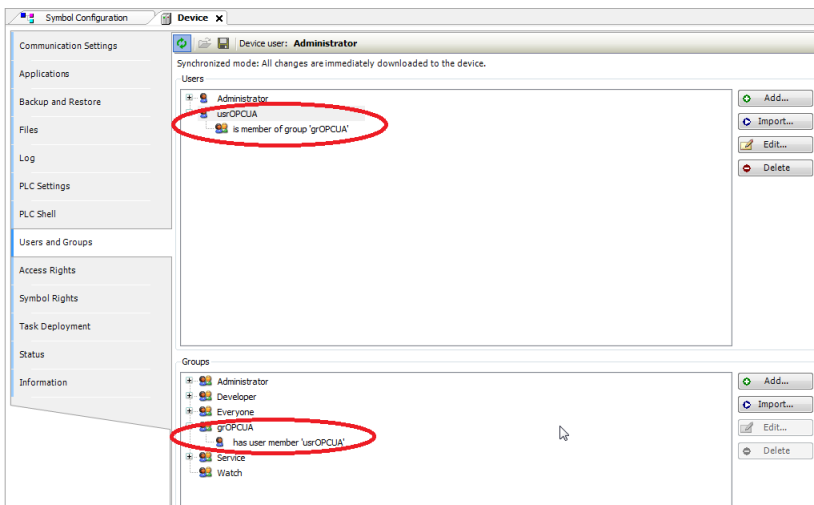 Symbol Configuration
Device
Communication Settings
Applications
Backup and Restore
Files
Log
PLC Settings
PLC Shell
Users and Groups
Access Rights
Symbol Rights
Task Deployment
Status
Information
Device user: Administrator
Synchronized mode: All changes are immediately downloaded to the device.
Users
Administrator
usrOPCUA
is member of group 'grOPCUA'
Add...
Import...
Edit...
Delete
Groups
Administrator
Developer
Everyone
grOPCUA
has user member 'usrOPCUA'
Service
Watch
Add...
Import...
Edit...
Delete